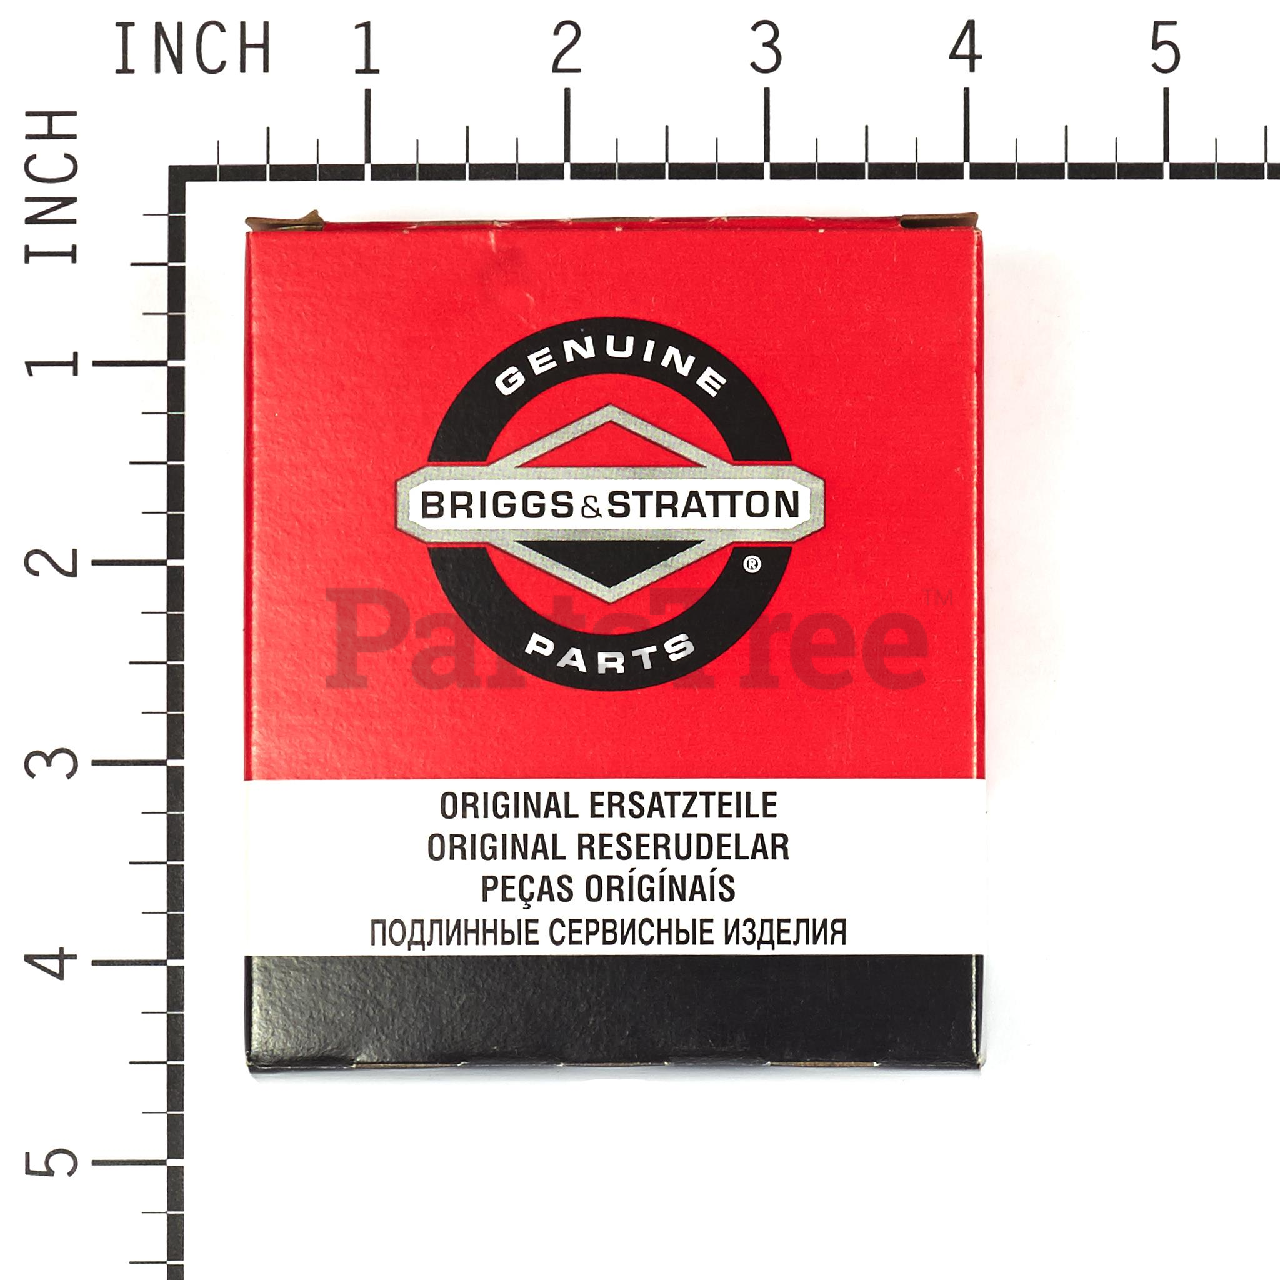 INCH 1 2 3 4 5
INCH 1 2 3 4 5
GENUINE
BRIGGS & STRATTON
®
PARTS
PartsTree™
ORIGINAL ERSATZTEILE
ORIGINAL RESERUDELAR
PEÇAS ORÍGÍNAÍS
ПОДЛИННЫЕ СЕРВИСНЫЕ ИЗДЕЛИЯ